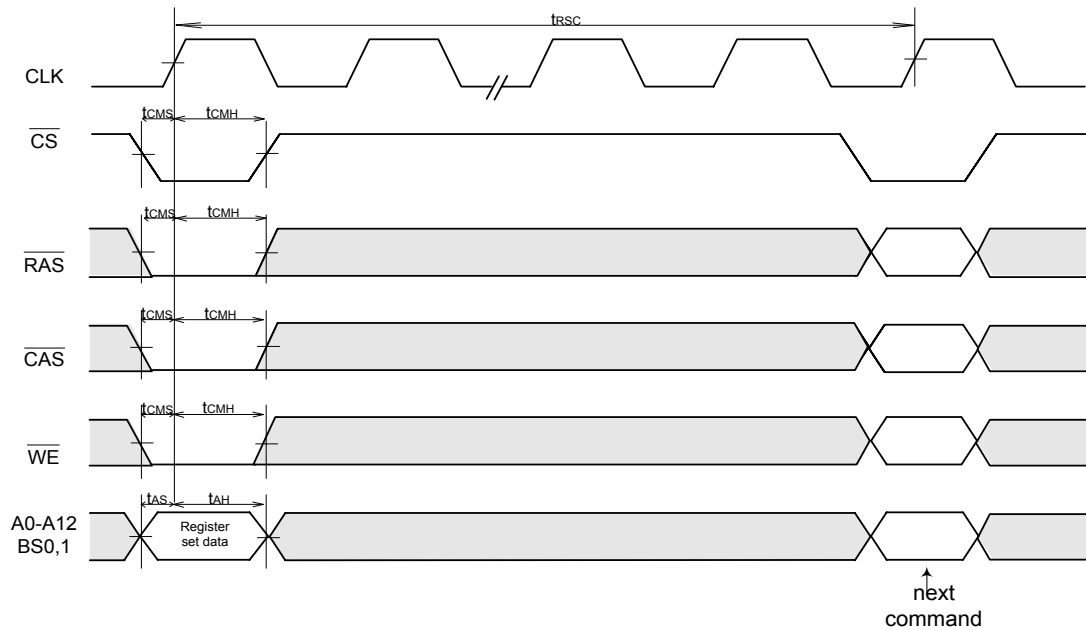 tRSC
CLK
tCMS tCMH
CS
tCMS tCMH
RAS
tCMS tCMH
CAS
tCMS tCMH
WE
tAS tAH
A0-A12
BS0,1
Register
set data
next
command